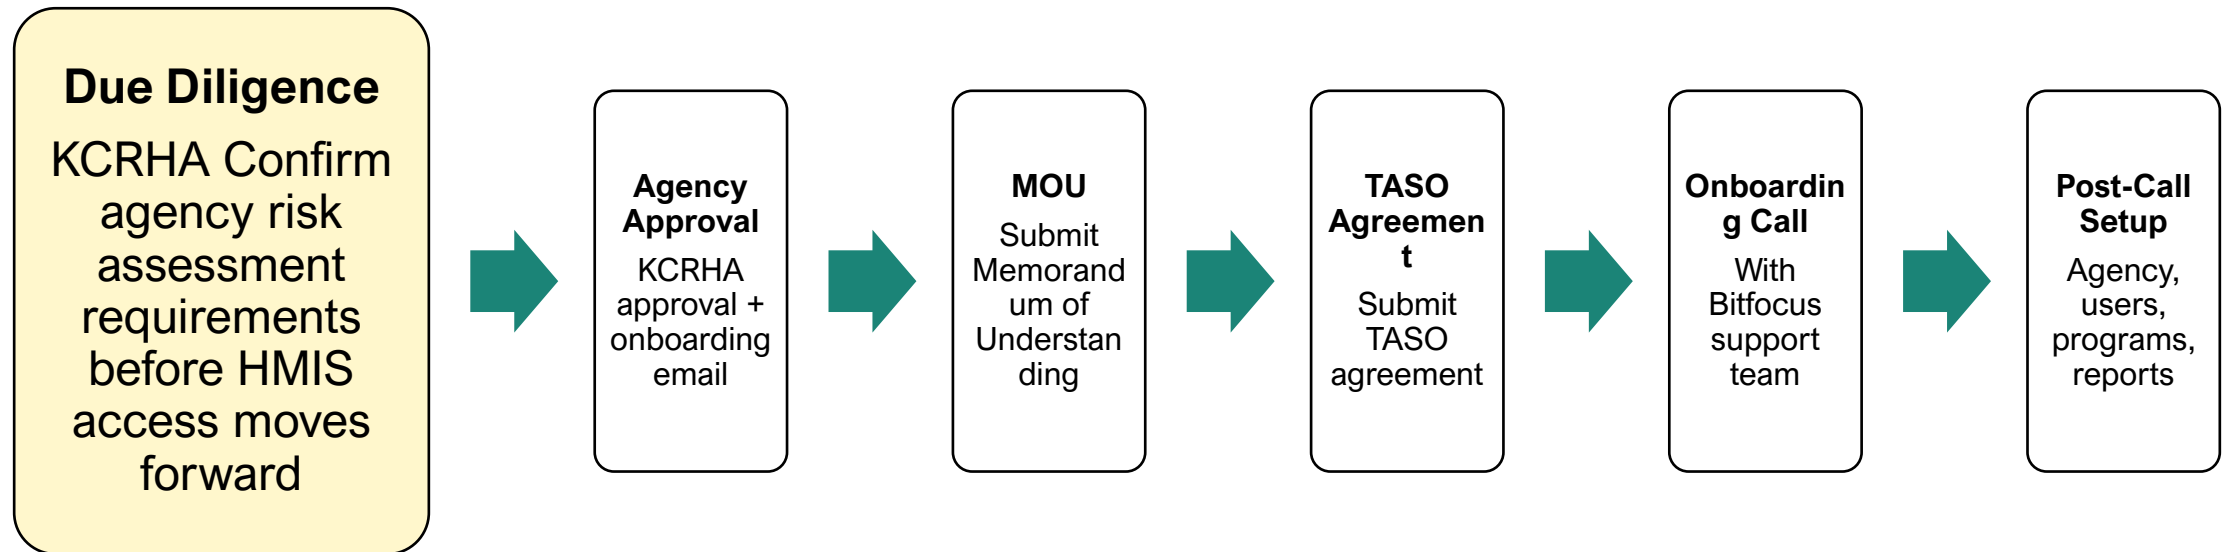 Due Diligence
KCRHA Confirm
agency risk
assessment
requirements
before HMIS
access moves
forward
Agency
Approval
KCRHA
approval +
onboarding
email
MOU
Submit
Memorand
um of
Understan
ding
TASO
Agreemen
t
Submit
TASO
agreement
Onboardin
g Call
With
Bitfocus
support
team
Post-Call
Setup
Agency,
users,
programs,
reports